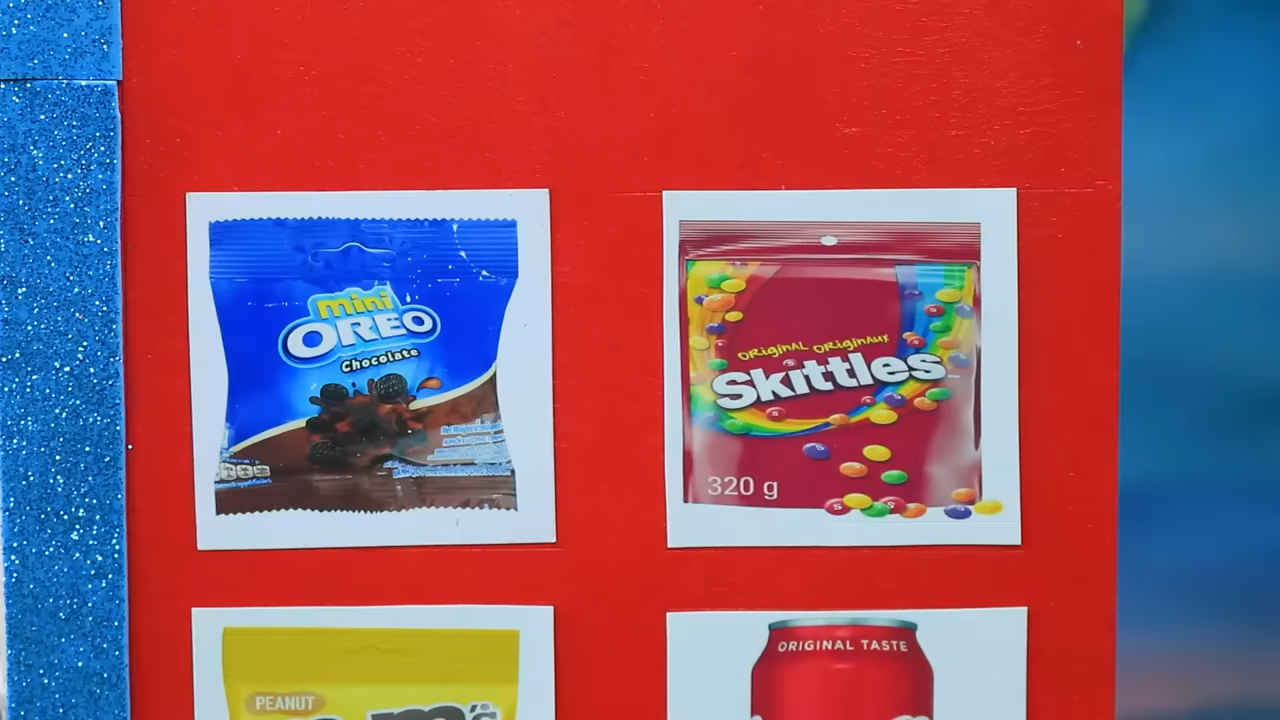 mini
OREO
Chocolate
ORIGINAL ORIGINAUX
Skittles
320 g
PEANUT
ORIGINAL TASTE